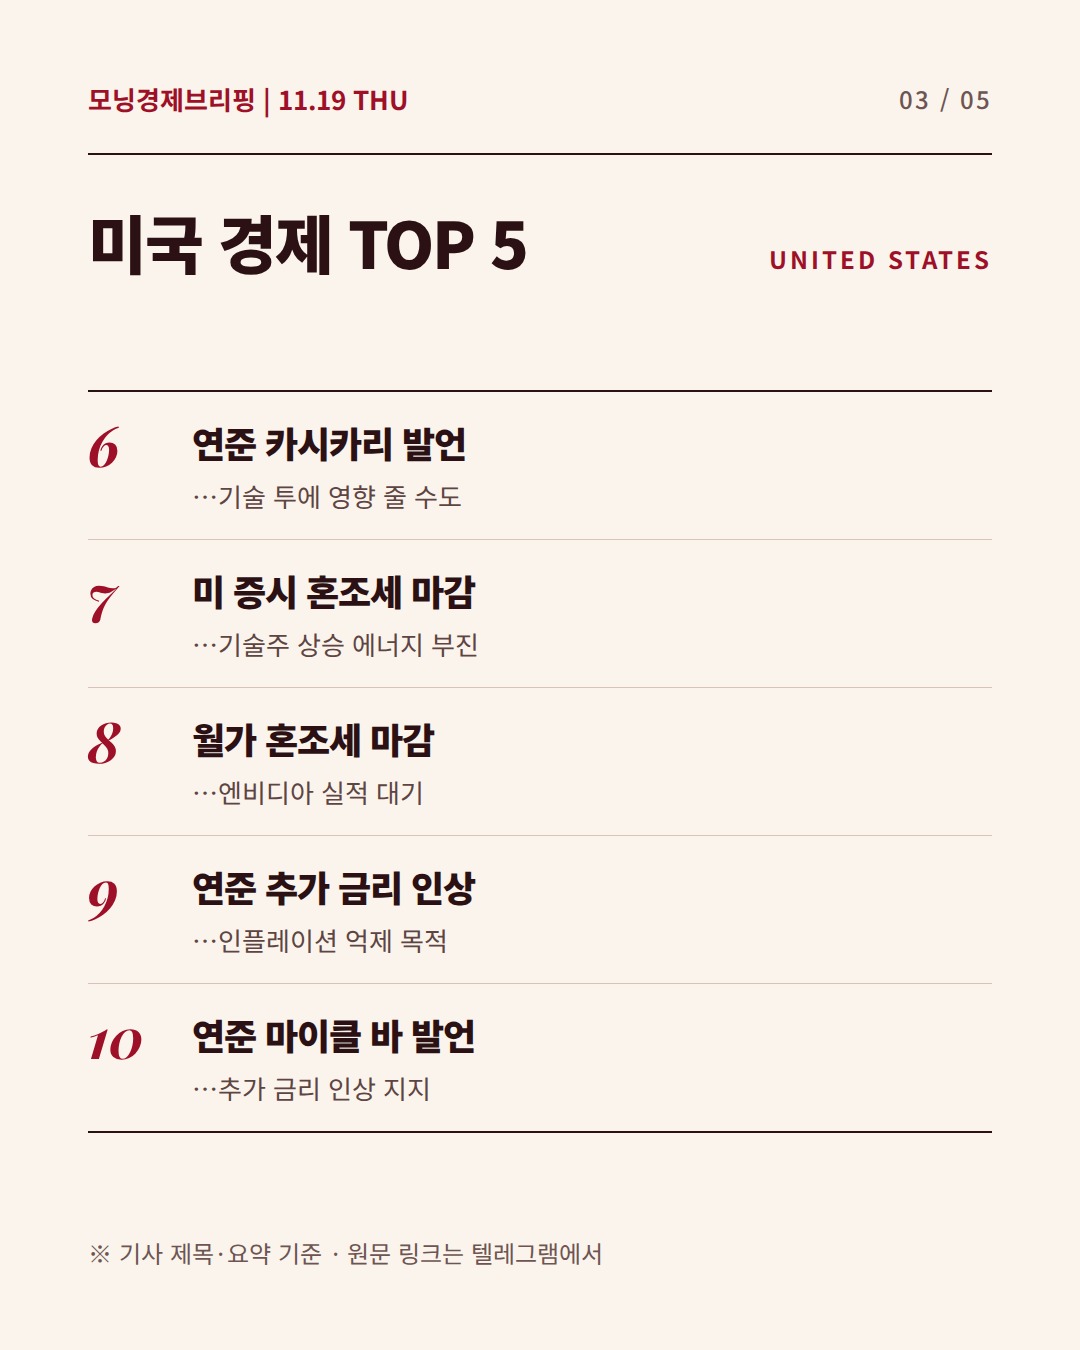 모닝경제브리핑 | 11.19 THU
03 / 05
미국 경제 TOP 5
UNITED STATES
6
연준 카시카리 발언
…기술 투에 영향 줄 수도
7
미 증시 혼조세 마감
…기술주 상승 에너지 부진
8
월가 혼조세 마감
…엔비디아 실적 대기
9
연준 추가 금리 인상
…인플레이션 억제 목적
10
연준 마이클 바 발언
…추가 금리 인상 지지
※ 기사 제목·요약 기준 · 원문 링크는 텔레그램에서